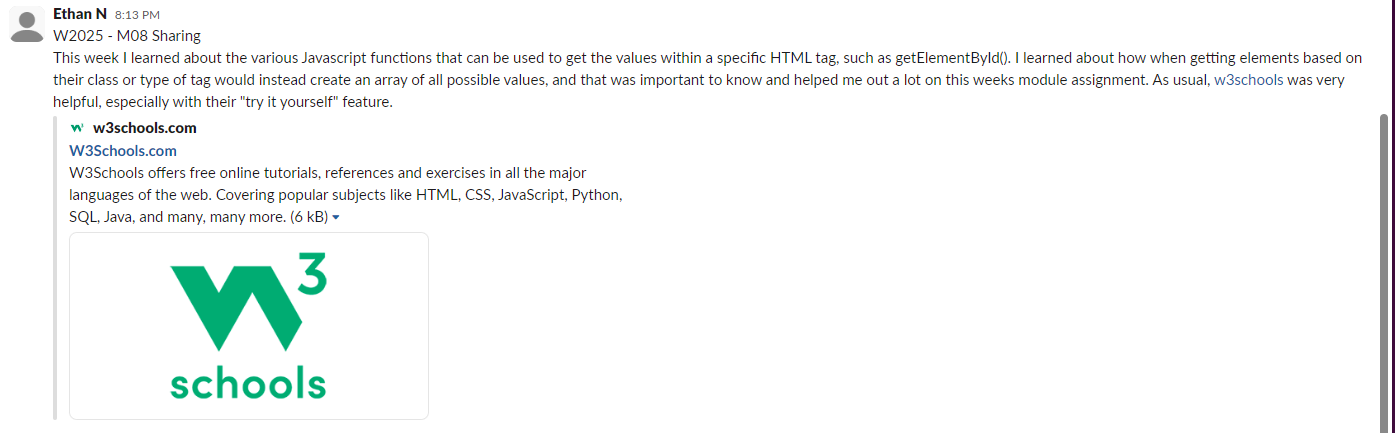 Ethan N 8:13 PM
W2025 - M08 Sharing
This week I learned about the various Javascript functions that can be used to get the values within a specific HTML tag, such as getElementById(). I learned about how when getting elements based on
their class or type of tag would instead create an array of all possible values, and that was important to know and helped me out a lot on this weeks module assignment. As usual, w3schools was very
helpful, especially with their "try it yourself" feature.
w3schools.com
W3Schools.com
W3Schools offers free online tutorials, references and exercises in all the major
languages of the web. Covering popular subjects like HTML, CSS, JavaScript, Python,
SQL, Java, and many, many more. (6 kB)
W3
schools